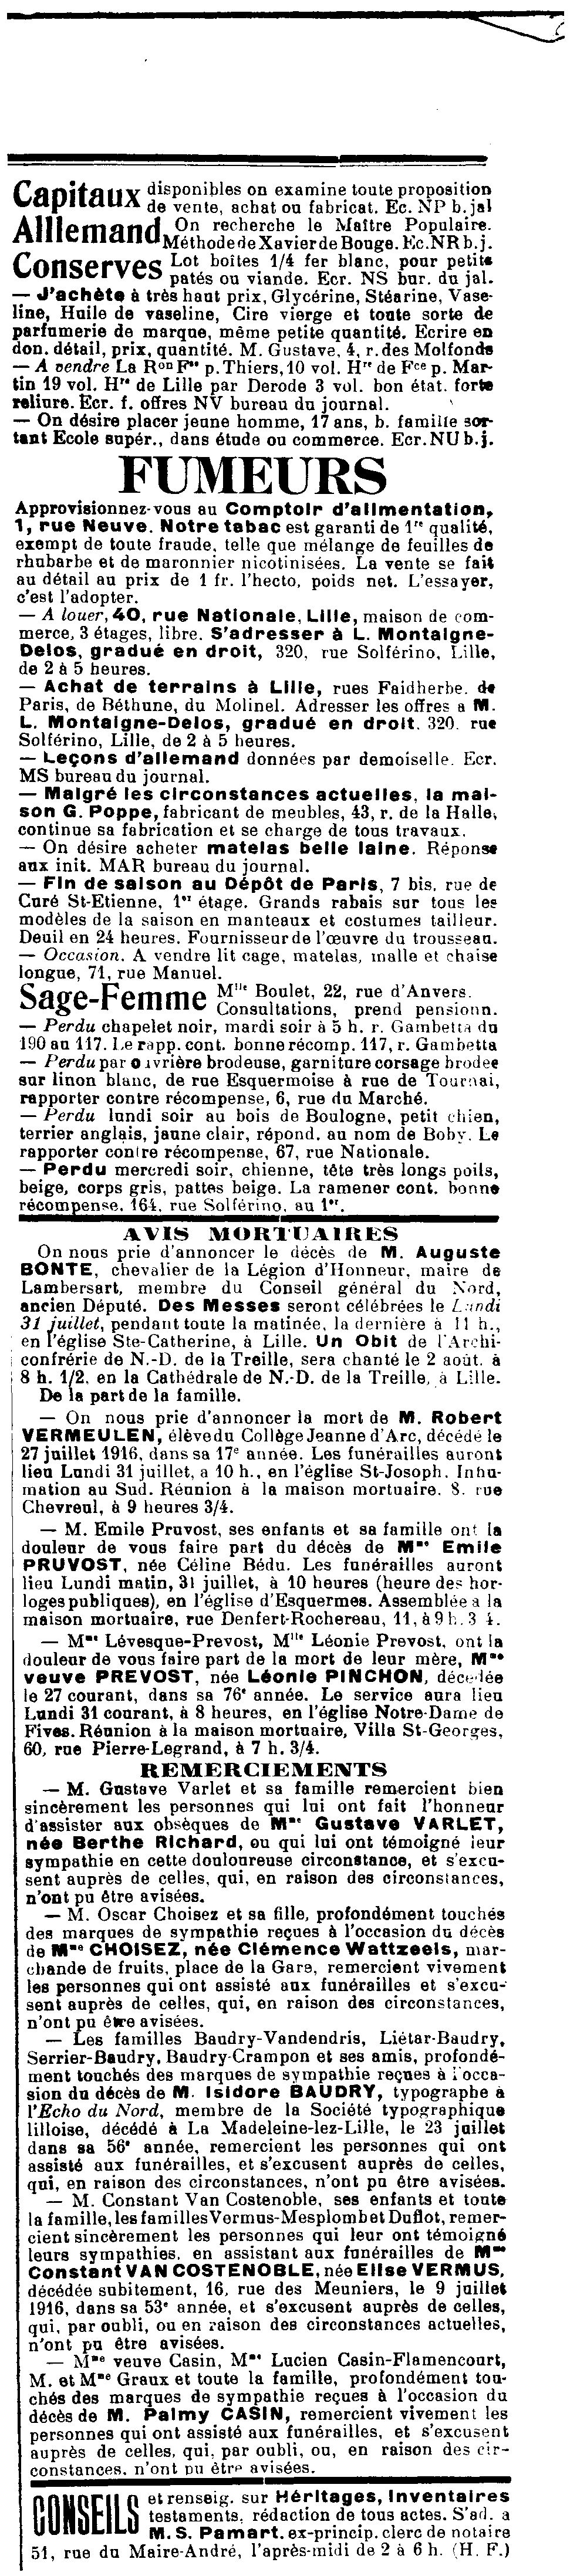 Capitaux disponibles on examine toute proposition
de vente, achat ou fabricat. Ec. NP b. jal
Alllemand On recherche le Maître Populaire.
Méthode de Xavier de Bouge. Ec. NR b. j.
Conserves Lot boîtes 1/4 fer blanc, pour petits
patés ou viande. Ecr. NS bur. du jal.
— J'achète à très haut prix, Glycérine, Stéarine, Vase-
line, Huile de vaseline, Cire vierge et toute sorte de
parfumerie de marque, même petite quantité. Ecrire en
don. détail, prix, quantité. M. Gustave, 4, r. des Molfonds
— A vendre La Ron Fse p. Thiers, 10 vol. Hre de Fce p. Mar-
tin 19 vol. Hre de Lille par Derode 3 vol. bon état. forte
reliure. Ecr. f. offres NV bureau du journal.
— On désire placer jeune homme, 17 ans, b. famille sor-
tant Ecole supér., dans étude ou commerce. Ecr. NU b. j.
FUMEURS
Approvisionnez-vous au Comptoir d'alimentation,
1, rue Neuve. Notre tabac est garanti de 1re qualité,
exempt de toute fraude, telle que mélange de feuilles de
rhubarbe et de maronnier nicotinisées. La vente se fait
au détail au prix de 1 fr. l'hecto, poids net. L'essayer,
c'est l'adopter.
— A louer, 40, rue Nationale, Lille, maison de com-
merce, 3 étages, libre. S'adresser à L. Montaigne-
Delos, gradué en droit, 320, rue Solférino, Lille,
de 2 à 5 heures.
— Achat de terrains à Lille, rues Faidherbe. de
Paris, de Béthune, du Molinel. Adresser les offres a M.
L. Montaigne-Delos, gradué en droit. 320. rue
Solférino, Lille, de 2 à 5 heures.
— Leçons d'allemand données par demoiselle. Ecr.
MS bureau du journal.
— Malgré les circonstances actuelles, la mai-
son G. Poppe, fabricant de meubles, 43, r. de la Halle,
continue sa fabrication et se charge de tous travaux.
— On désire acheter matelas belle laine. Réponse
aux init. MAR bureau du journal.
— Fin de saison au Dépôt de Paris, 7 bis, rue de
Curé St-Etienne, 1er étage. Grands rabais sur tous les
modèles de la saison en manteaux et costumes tailleur.
Deuil en 24 heures. Fournisseur de l'œuvre du trousseau.
— Occasion. A vendre lit cage, matelas, malle et chaise
longue, 71, rue Manuel.
Sage-Femme Mlle Boulet, 22, rue d'Anvers.
Consultations, prend pensionn.
— Perdu chapelet noir, mardi soir à 5 h. r. Gambetta du
190 au 117. Le rapp. cont. bonne récomp. 117, r. Gambetta
— Perdu par ouvrière brodeuse, garniture corsage brodee
sur linon blanc, de rue Esquermoise à rue de Tournai,
rapporter contre récompense, 6, rue du Marché.
— Perdu lundi soir au bois de Boulogne, petit chien,
terrier anglais, jaune clair, répond. au nom de Boby. Le
rapporter contre récompense, 67, rue Nationale.
— Perdu mercredi soir, chienne, tête très longs poils,
beige, corps gris, pattes beige. La ramener cont. bonne
récompense, 164, rue Solférino, au 1er.
AVIS MORTUAIRES
On nous prie d'annoncer le décès de M. Auguste
BONTE, chevalier de la Légion d'Honneur, maire de
Lambersart, membre du Conseil général du Nord,
ancien Député. Des Messes seront célébrées le Lundi
31 juillet, pendant toute la matinée, la dernière à 11 h.,
en l'église Ste-Catherine, à Lille. Un Obit de l'Archi-
confrérie de N.-D. de la Treille, sera chanté le 2 août, à
8 h. 1/2, en la Cathédrale de N.-D. de la Treille, à Lille.
De la part de la famille.
— On nous prie d'annoncer la mort de M. Robert
VERMEULEN, élève du Collège Jeanne d'Arc, décédé le
27 juillet 1916, dans sa 17e année. Les funérailles auront
lieu Lundi 31 juillet, a 10 h., en l'église St-Josoph. Inhu-
mation au Sud. Réunion à la maison mortuaire. 8. rue
Chevreul, à 9 heures 3/4.
— M. Emile Pruvost, ses enfants et sa famille ont la
douleur de vous faire part du décès de Mme Emile
PRUVOST, née Céline Bédu. Les funérailles auront
lieu Lundi matin, 31 juillet, à 10 heures (heure des hor-
loges publiques), en l'église d'Esquermes. Assemblée a la
maison mortuaire, rue Denfert-Rochereau, 11, à 9 h. 3 4.
— Mme Lévesque-Prevost, Mlle Léonie Prevost, ont la
douleur de vous faire part de la mort de leur mère, Mme
veuve PREVOST, née Léonie PINCHON, décédée
le 27 courant, dans sa 76e année. Le service aura lieu
Lundi 31 courant, à 8 heures, en l'église Notre-Dame de
Fives. Réunion à la maison mortuaire, Villa St-Georges,
60, rue Pierre-Legrand, à 7 h. 3/4.
REMERCIEMENTS
— M. Gustave Varlet et sa famille remercient bien
sincèrement les personnes qui lui ont fait l'honneur
d'assister aux obsèques de Mme Gustave VARLET,
née Berthe Richard, ou qui lui ont témoigné leur
sympathie en cette douloureuse circonstance, et s'excu-
sent auprès de celles, qui, en raison des circonstances,
n'ont pu être avisées.
— M. Oscar Choisez et sa fille, profondément touchés
des marques de sympathie reçues à l'occasion du décès
de Mme CHOISEZ, née Clémence Wattzeels, mar-
chande de fruits, place de la Gare, remercient vivement
les personnes qui ont assisté aux funérailles et s'excu-
sent auprès de celles, qui, en raison des circonstances,
n'ont pu être avisées.
— Les familles Baudry-Vandendris, Liétar-Baudry,
Serrier-Baudry, Baudry-Crampon et ses amis, profondé-
ment touchés des marques de sympathie reçues à l'occa-
sion du décès de M. Isidore BAUDRY, typographe à
l'Echo du Nord, membre de la Société typographique
lilloise, décédé à La Madeleine-lez-Lille, le 23 juillet
dans sa 56e année, remercient les personnes qui ont
assisté aux funérailles, et s'excusent auprès de celles,
qui, en raison des circonstances, n'ont pu être avisées.
— M. Constant Van Costenoble, ses enfants et toute
la famille, les familles Vermus-Mesplomb et Duflot, remer-
cient sincèrement les personnes qui leur ont témoigné
leurs sympathies, en assistant aux funérailles de Mme
Constant VAN COSTENOBLE, née Elise VERMUS,
décédée subitement, 16, rue des Meuniers, le 9 juillet
1916, dans sa 53e année, et s'excusent auprès de celles,
qui, par oubli, ou en raison des circonstances actuelles,
n'ont pu être avisées.
— Mme veuve Casin, Mme Lucien Casin-Flamencourt,
M. et Mme Graux et toute la famille, profondément tou-
chés des marques de sympathie reçues à l'occasion du
décès de M. Palmy CASIN, remercient vivement les
personnes qui ont assisté aux funérailles, et s'excusent
auprès de celles, qui, par oubli, ou, en raison des cir-
constances, n'ont pu être avisées.
CONSEILS et renseig. sur Héritages, Inventaires
testaments, rédaction de tous actes. S'ad. a
M. S. Pamart, ex-princip. clerc de notaire
51, rue du Maire-André, l'après-midi de 2 à 6 h. (H. F.)